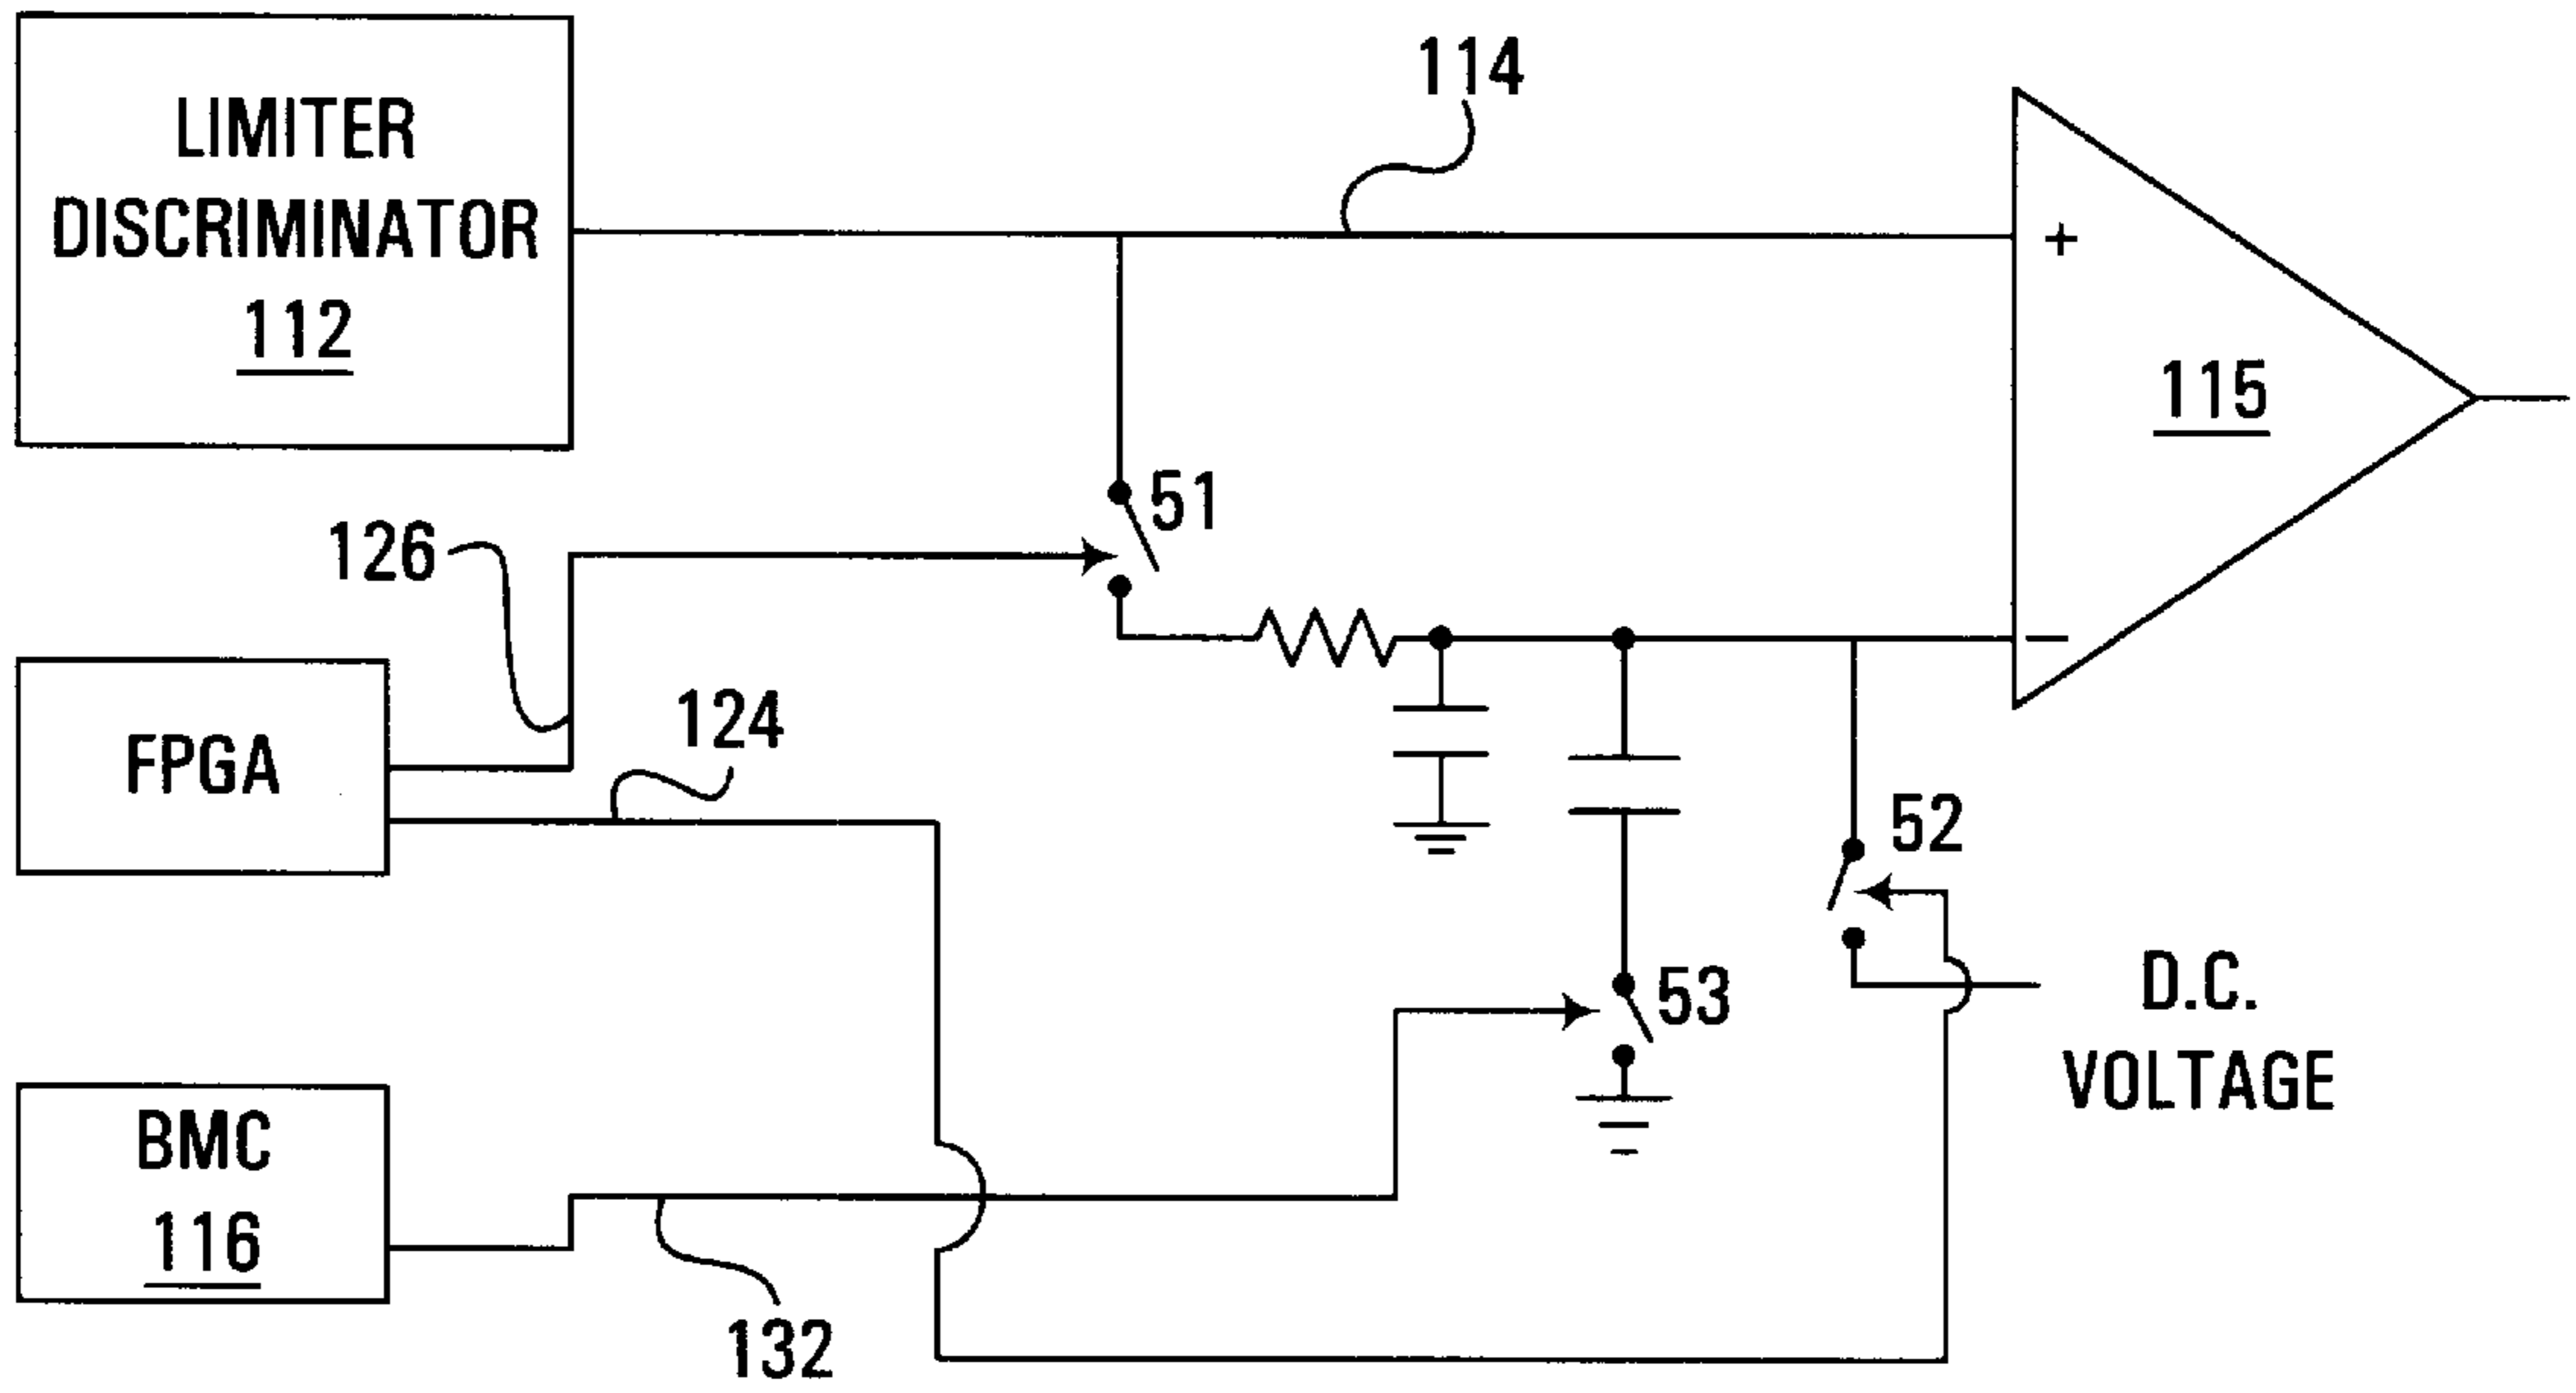 LIMITER
DISCRIMINATOR
112
114
+
115
51
126
−
124
FPGA
52
53
D.C.
VOLTAGE
BMC
116
132